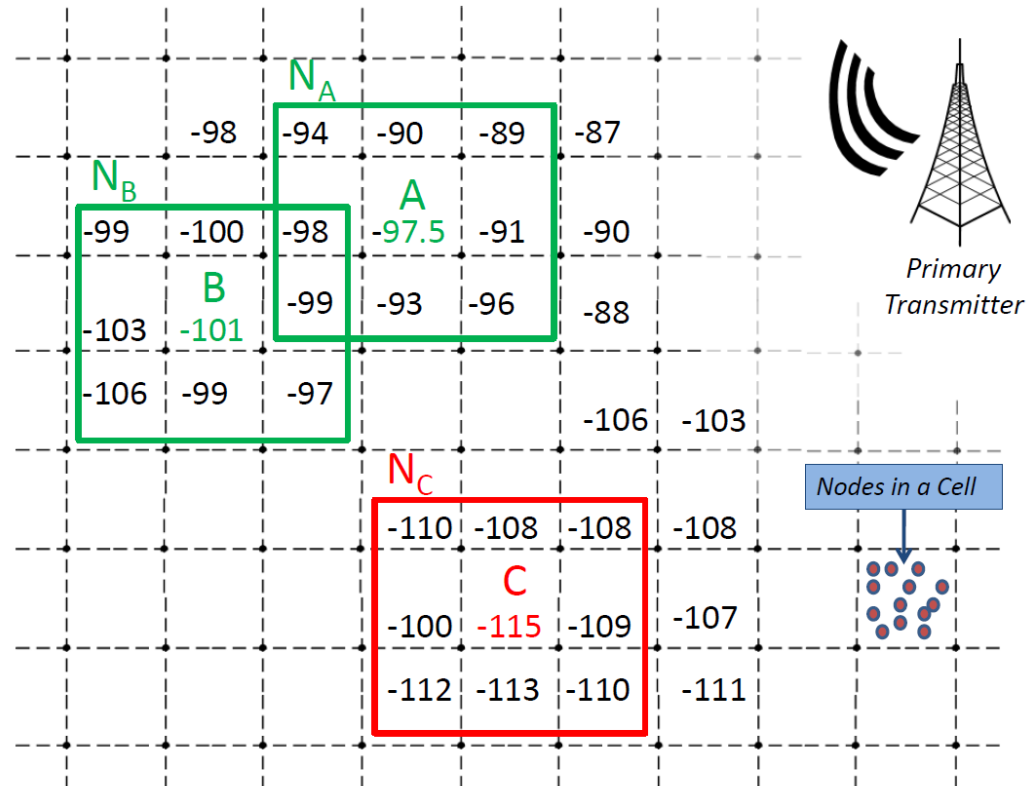 N_A
-98 -94 -90 -89 -87
N_B
A
-99 -100 -98 -97.5 -91 -90
Primary
Transmitter
B
-99 -93 -96 -88
-103 -101
-106 -99 -97
-106 -103
N_C
Nodes in a Cell
-110 -108 -108 -108
C
-100 -115 -109 -107
-112 -113 -110 -111